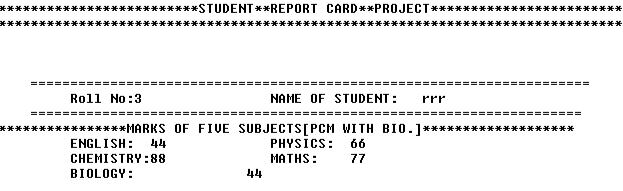 *************************STUDENT**REPORT CARD**PROJECT*************************
*******************************************************************************
======================================================================
Roll No:3 NAME OF STUDENT: rrr
=====================================================================
****************MARKS OF FIVE SUBJECTS[PCM WITH BIO.]*******************
ENGLISH: 44 PHYSICS: 66
CHEMISTRY:88 MATHS: 77
BIOLOGY: 44